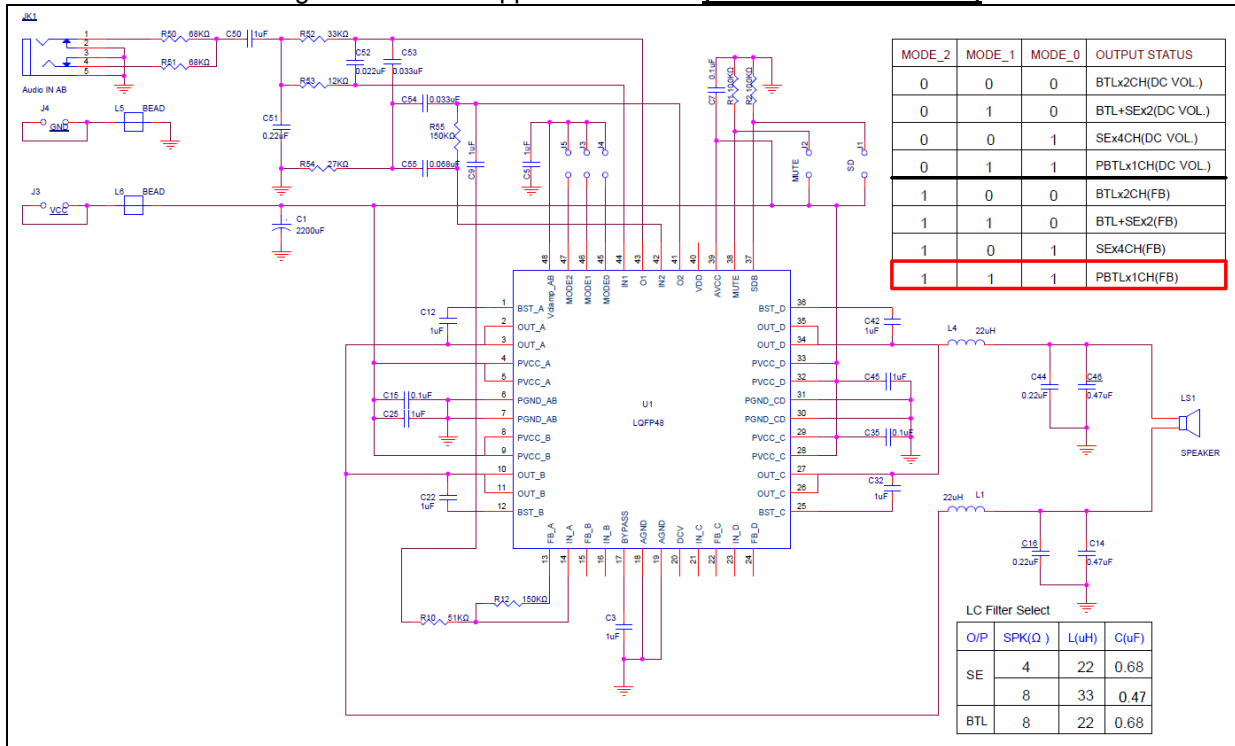 JK1
1
2
3
4
5
Audio IN AB
R50 68KΩ
R51 68KΩ
C50 1uF
R52 33KΩ
C52
0.022uF
C53
0.033uF
R53 12KΩ
C54 0.033uF
R55
150KΩ
C51
0.22uF
R54 27KΩ
C55 0.068uF
C9 1uF
C5 1uF
J5
J3
J4
C7 0.1uF
R1 100KΩ
R2 100KΩ
J2
MUTE
J1
SD
J4
GND
L5 BEAD
J3
VCC
L6 BEAD
C1
2200uF
MODE_2 MODE_1 MODE_0 OUTPUT STATUS
0 0 0 BTLx2CH(DC VOL.)
0 1 0 BTL+SEx2(DC VOL.)
0 0 1 SEx4CH(DC VOL.)
0 1 1 PBTLx1CH(DC VOL.)
1 0 0 BTLx2CH(FB)
1 1 0 BTL+SEx2(FB)
1 0 1 SEx4CH(FB)
1 1 1 PBTLx1CH(FB)
48 47 46 45 44 43 42 41 40 39 38 37
Vdamp_AB MODE2 MODE1 MODE0 IN1 O1 IN2 O2 VDD AVCC MUTE SDB
1 BST_A
2 OUT_A
3 OUT_A
4 PVCC_A
5 PVCC_A
6 PGND_AB
7 PGND_AB
8 PVCC_B
9 PVCC_B
10 OUT_B
11 OUT_B
12 BST_B
U1
LQFP48
BST_D 36
OUT_D 35
OUT_D 34
PVCC_D 33
PVCC_D 32
PGND_CD 31
PGND_CD 30
PVCC_C 29
PVCC_C 28
OUT_C 27
OUT_C 26
BST_C 25
FB_A IN_A FB_B IN_B BYPASS AGND AGND DCV IN_C FB_C IN_D FB_D
13 14 15 16 17 18 19 20 21 22 23 24
C12
1uF
C15 0.1uF
C25 1uF
C22
1uF
R12 150KΩ
R10 51KΩ
C3
1uF
C42
1uF
C45 1uF
C35 0.1uF
C32
1uF
L4 22uH
C44
0.22uF
C46
0.47uF
LS1
SPEAKER
22uH L1
C16
0.22uF
C14
0.47uF
LC Filter Select
O/P SPK(Ω ) L(uH) C(uF)
SE 4 22 0.68
8 33 0.47
BTL 8 22 0.68